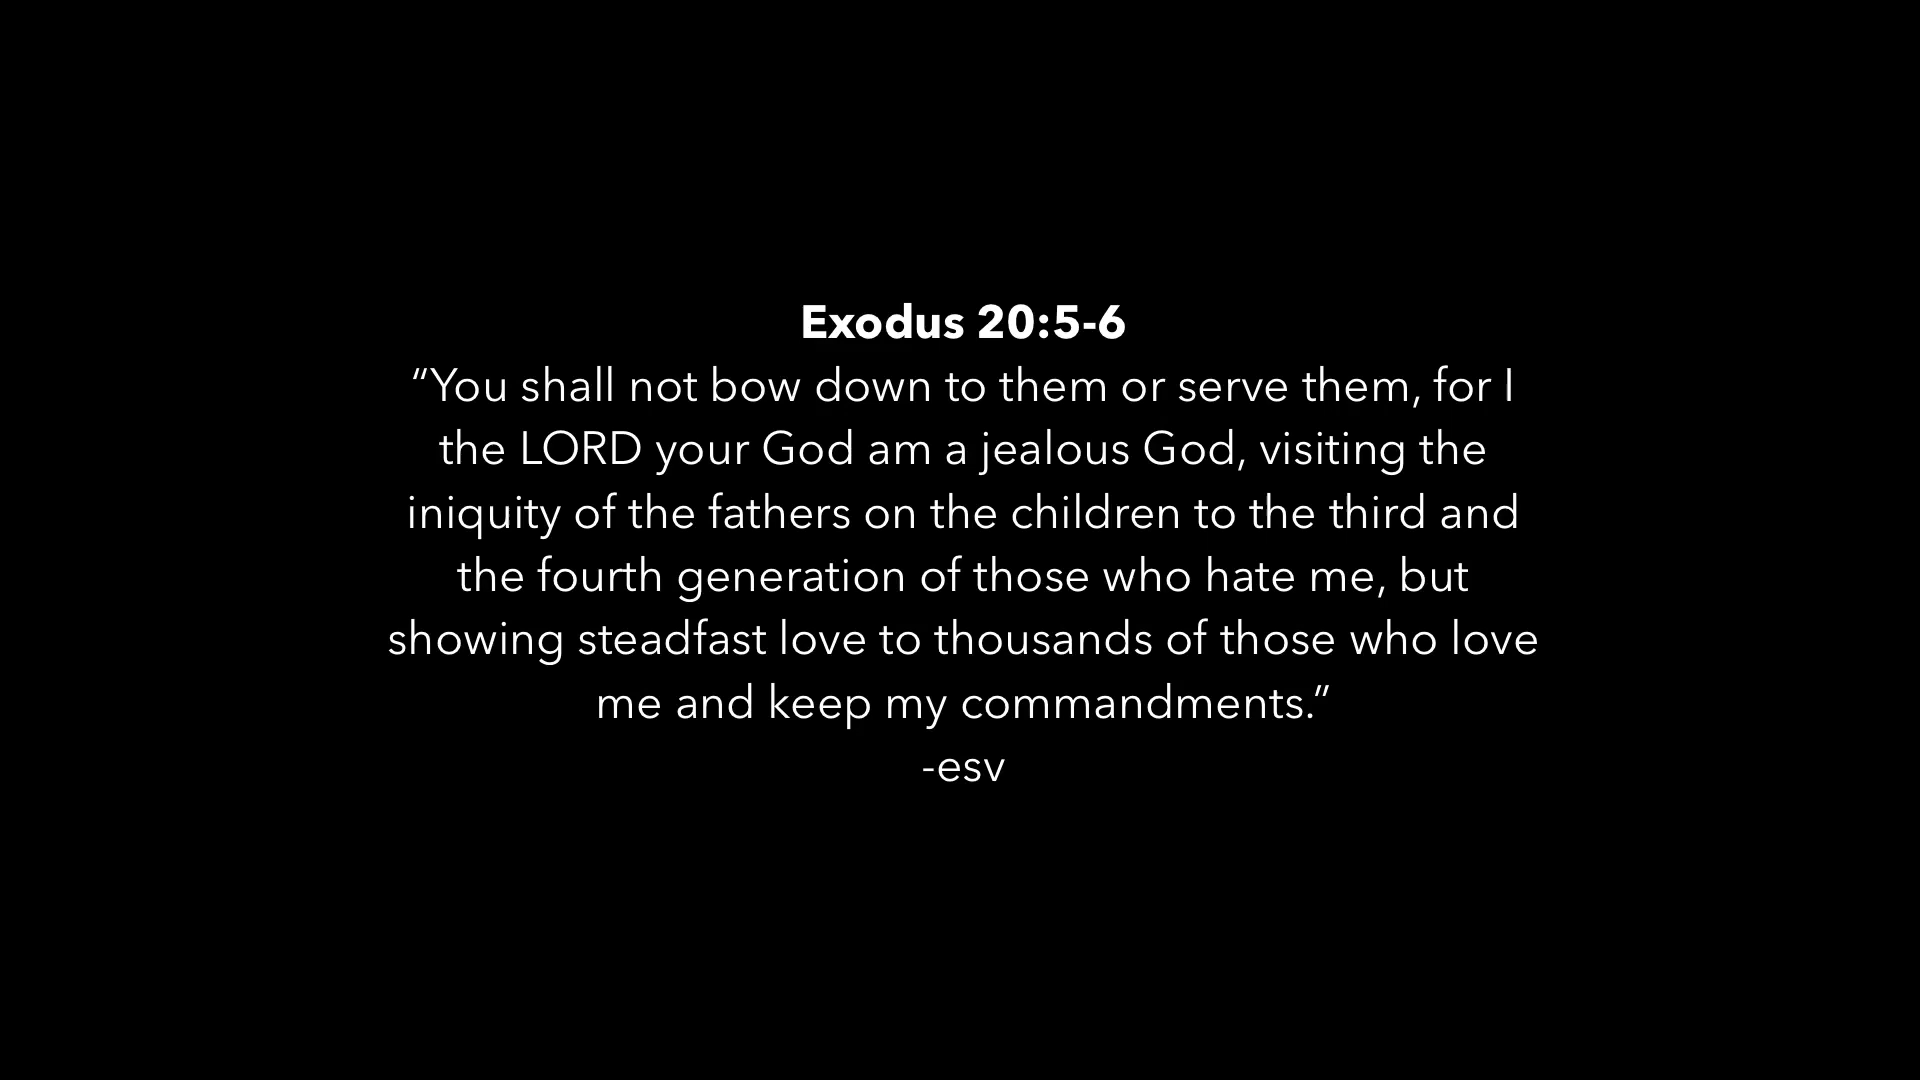 Exodus 20:5-6
“You shall not bow down to them or serve them, for I
the LORD your God am a jealous God, visiting the
iniquity of the fathers on the children to the third and
the fourth generation of those who hate me, but
showing steadfast love to thousands of those who love
me and keep my commandments.”
-esv